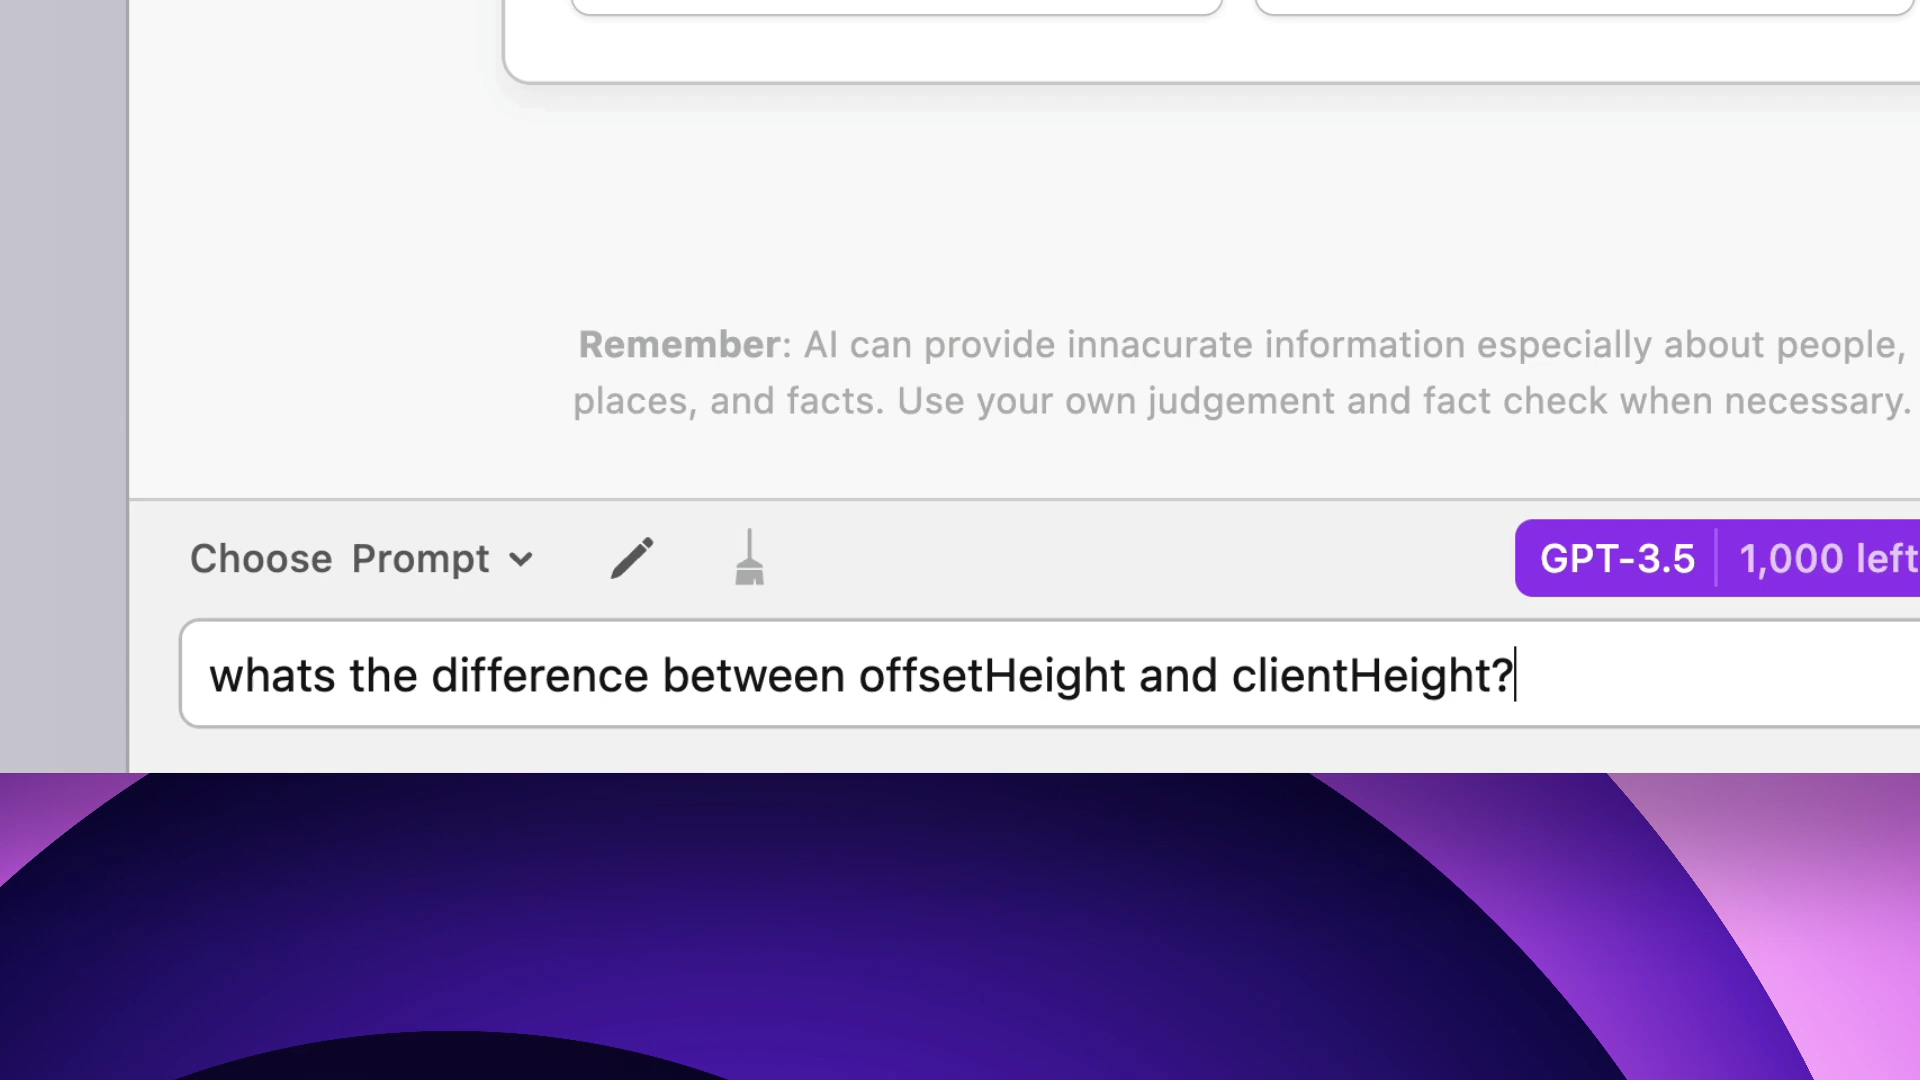 Remember: AI can provide innacurate information especially about people,
places, and facts. Use your own judgement and fact check when necessary.
Choose Prompt
GPT-3.5 1,000 left
whats the difference between offsetHeight and clientHeight?